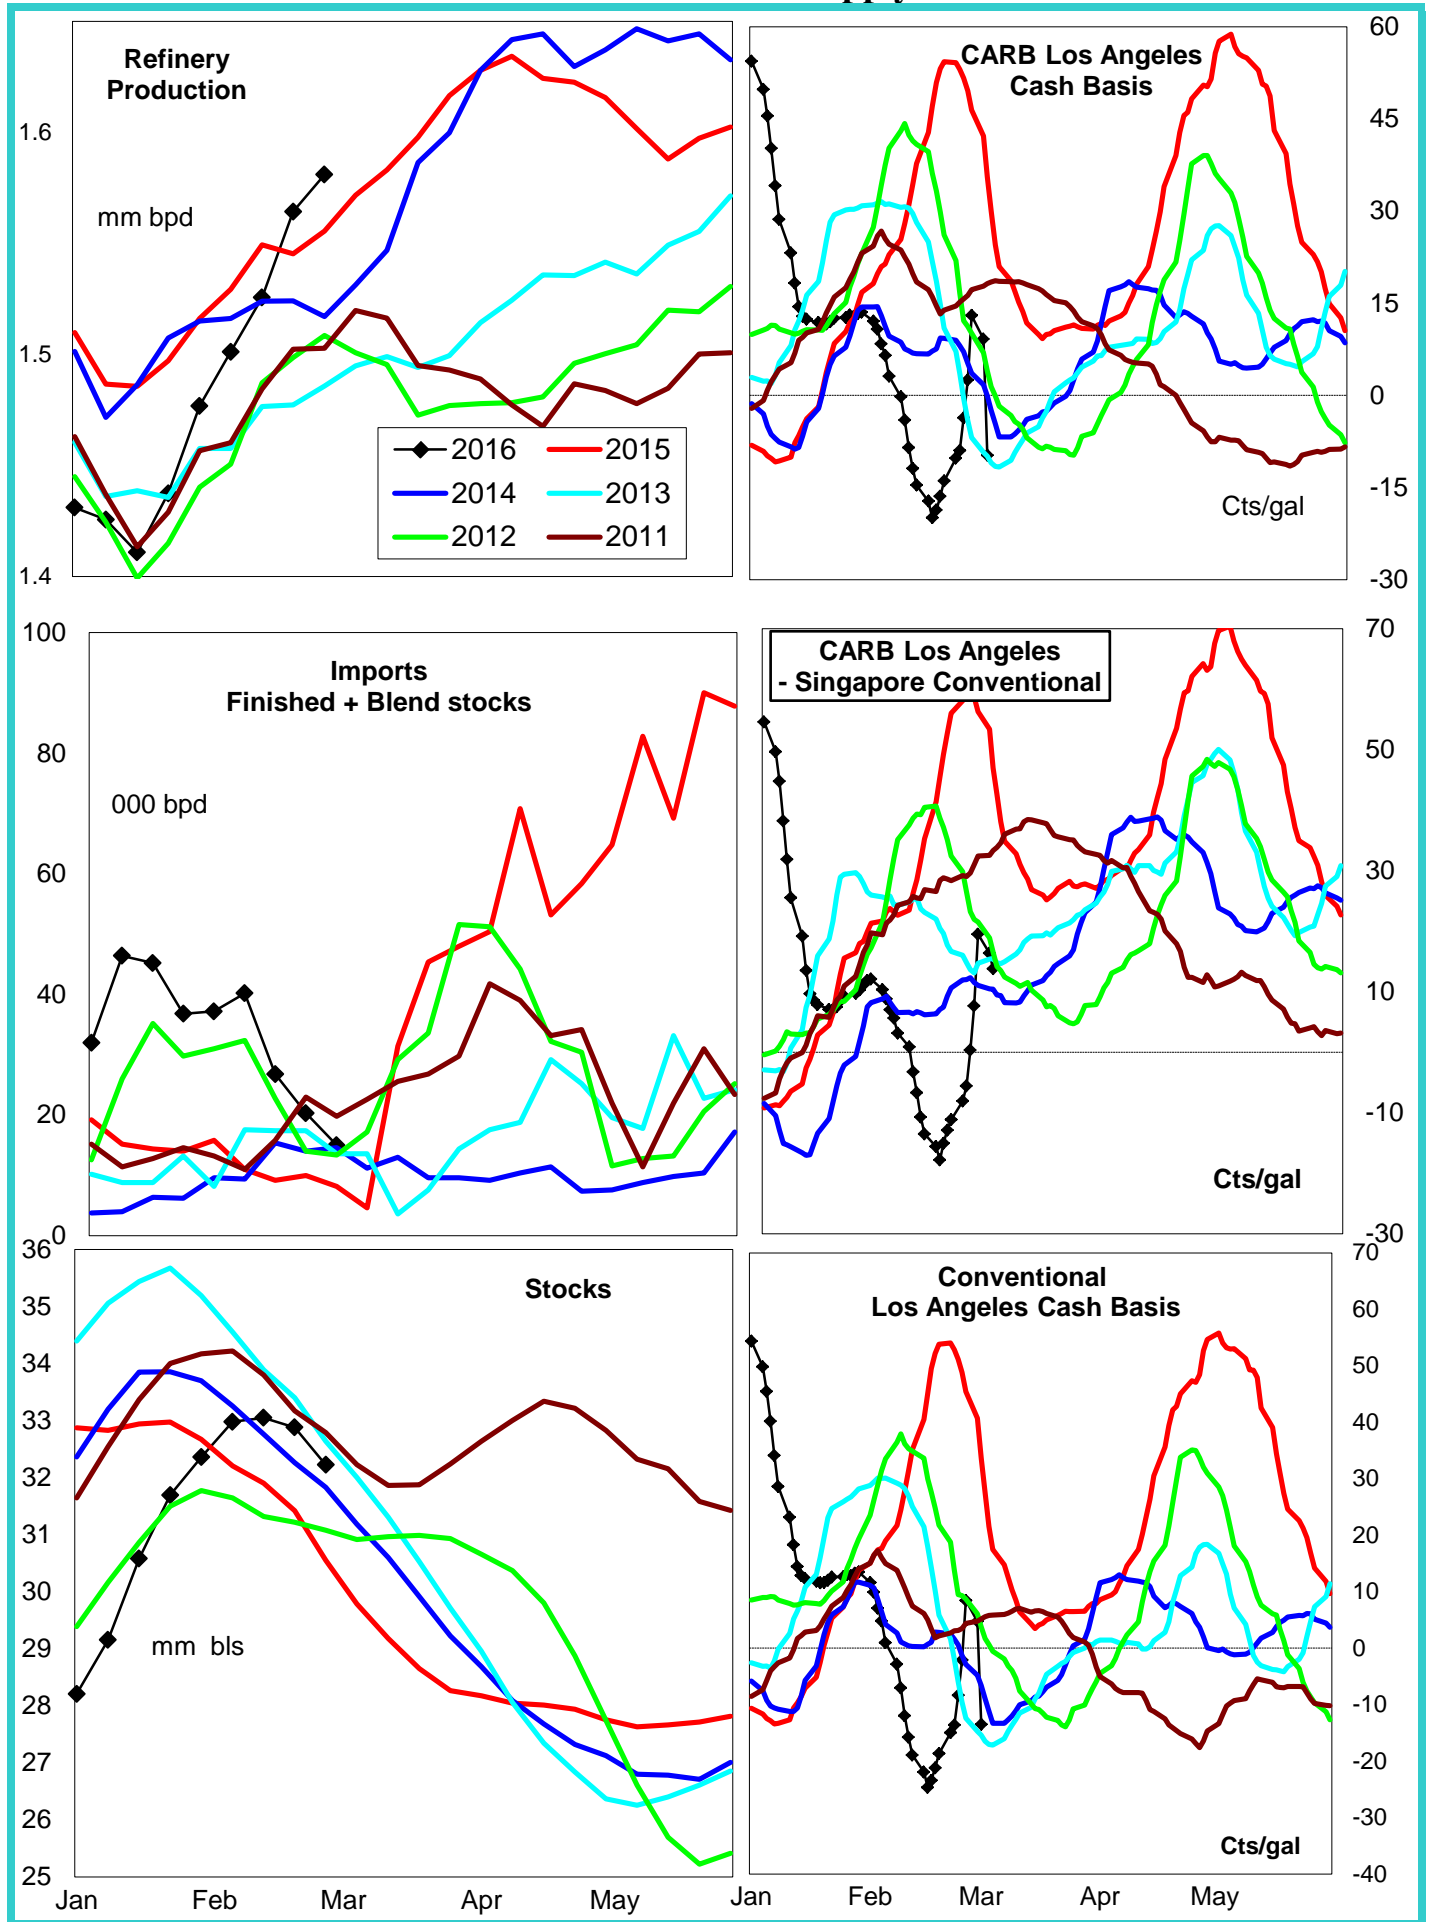 Refinery
Production
1.6
mm bpd
1.5
1.4
2016
2015
2014
2013
2012
2011
CARB Los Angeles
Cash Basis
60
45
30
15
0
-15
-30
Cts/gal
Imports
Finished + Blend stocks
000 bpd
100
80
60
40
20
0
CARB Los Angeles
- Singapore Conventional
70
50
30
10
-10
-30
Cts/gal
Stocks
mm bls
36
35
34
33
32
31
30
29
28
27
26
25
Jan
Feb
Mar
Apr
May
Conventional
Los Angeles Cash Basis
70
60
50
40
30
20
10
0
-10
-20
-30
-40
Cts/gal
Jan
Feb
Mar
Apr
May